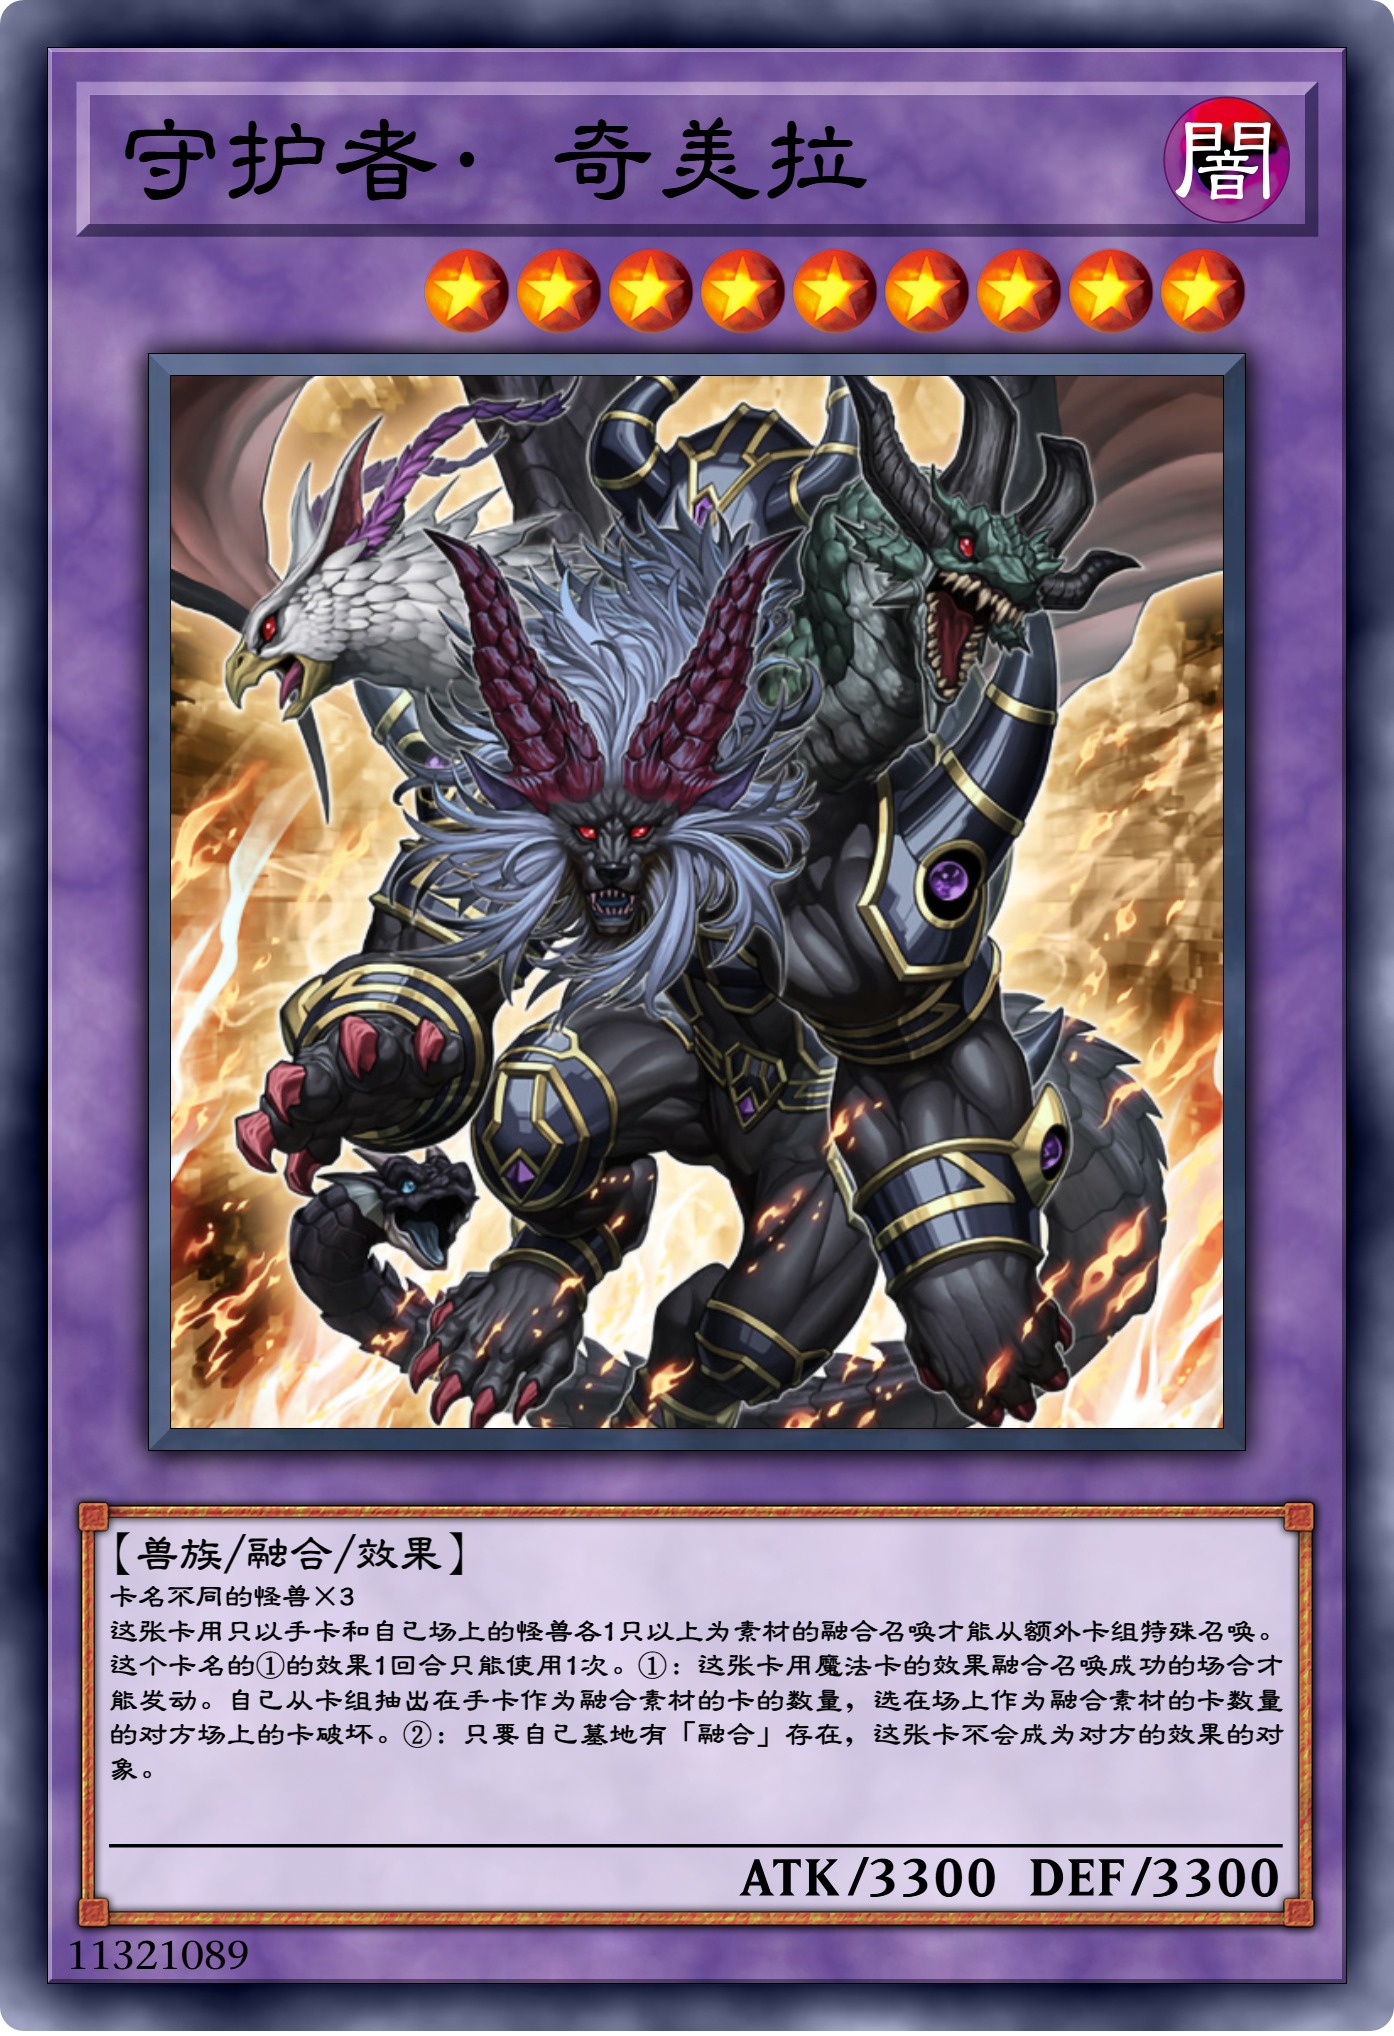 守护者·奇美拉
闇
【兽族/融合/效果】
卡名不同的怪兽×3
这张卡用只以手卡和自己场上的怪兽各1只以上为素材的融合召唤才能从额外卡组特殊召唤。
这个卡名的①的效果1回合只能使用1次。①：这张卡用魔法卡的效果融合召唤成功的场合才
能发动。自己从卡组抽出在手卡作为融合素材的卡的数量，选在场上作为融合素材的卡数量
的对方场上的卡破坏。②：只要自己墓地有「融合」存在，这张卡不会成为对方的效果的对
象。
ATK/3300 DEF/3300
11321089